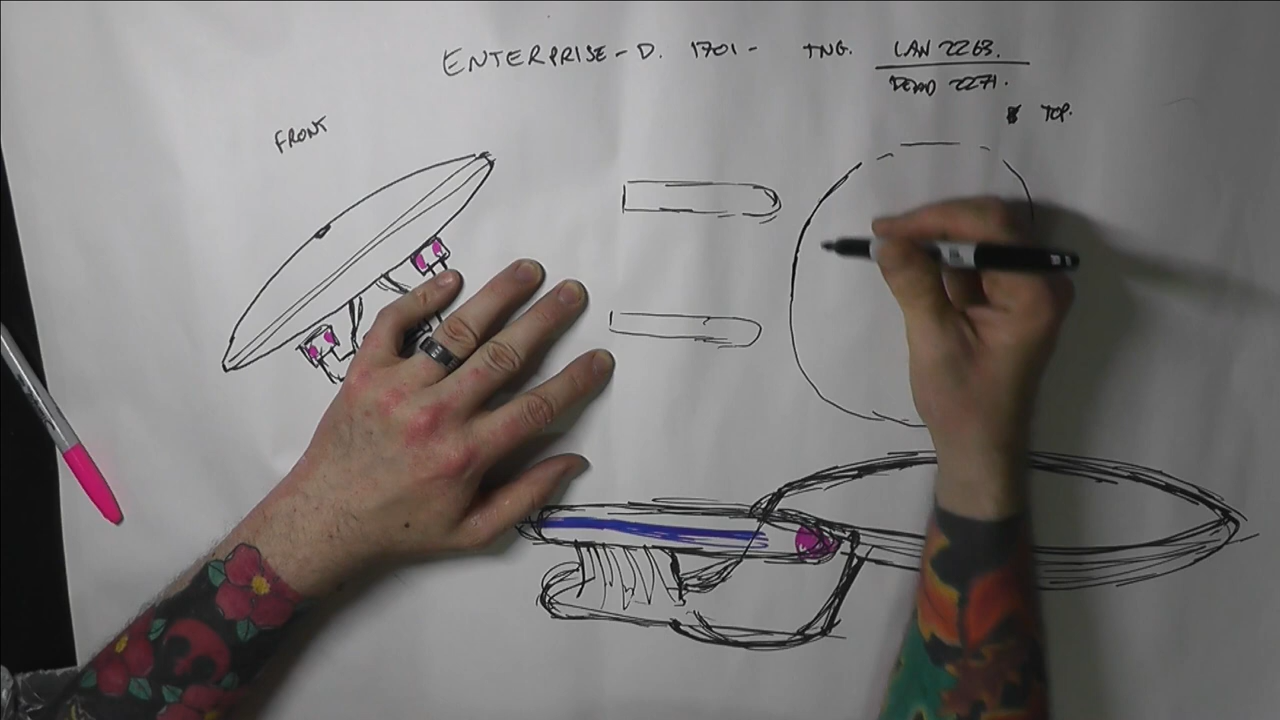 ENTERPRISE - D. 1701 - TNG. LAN 2263.
DEAD 2271.
TOP.
FRONT